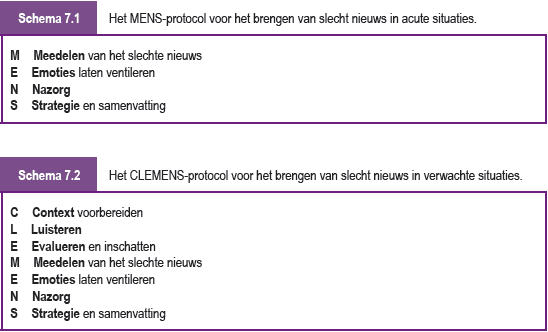 Schema 7.1 Het MENS-protocol voor het brengen van slecht nieuws in acute situaties.
M Meedelen van het slechte nieuws
E Emoties laten ventileren
N Nazorg
S Strategie en samenvatting
Schema 7.2 Het CLEMENS-protocol voor het brengen van slecht nieuws in verwachte situaties.
C Context voorbereiden
L Luisteren
E Evalueren en inschatten
M Meedelen van het slechte nieuws
E Emoties laten ventileren
N Nazorg
S Strategie en samenvatting